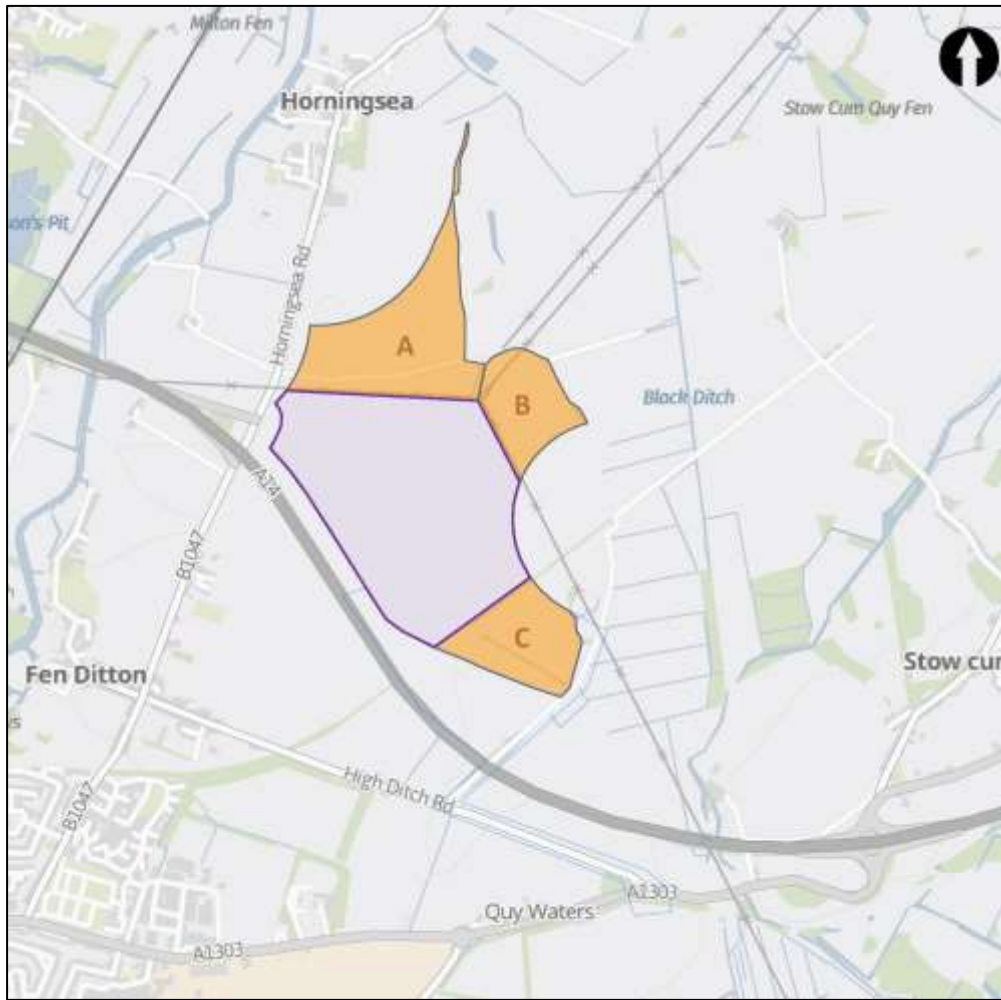 Milton Fen
Horningsea
Stow Cum Quy Fen
on's Pit
Horningsea Rd
A
B
Black Ditch
A14
B1047
C
Fen Ditton
Stow cum
High Ditch Rd
B1047
A1303
Quy Waters
A1303